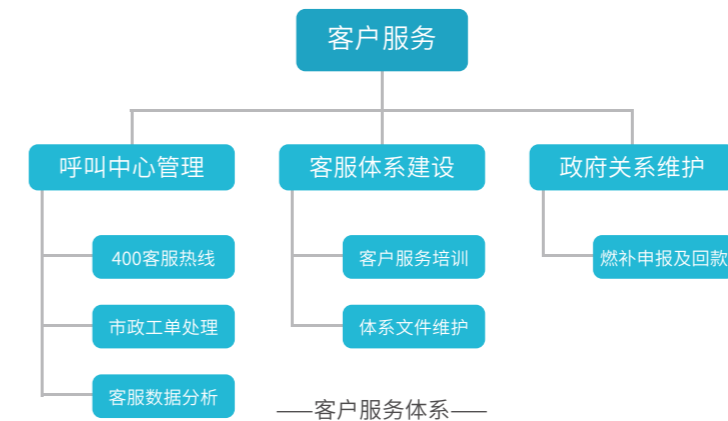 客户服务
呼叫中心管理
客服体系建设
政府关系维护
400客服热线
客户服务培训
燃补申报及回款
市政工单处理
体系文件维护
客服数据分析
——客户服务体系——